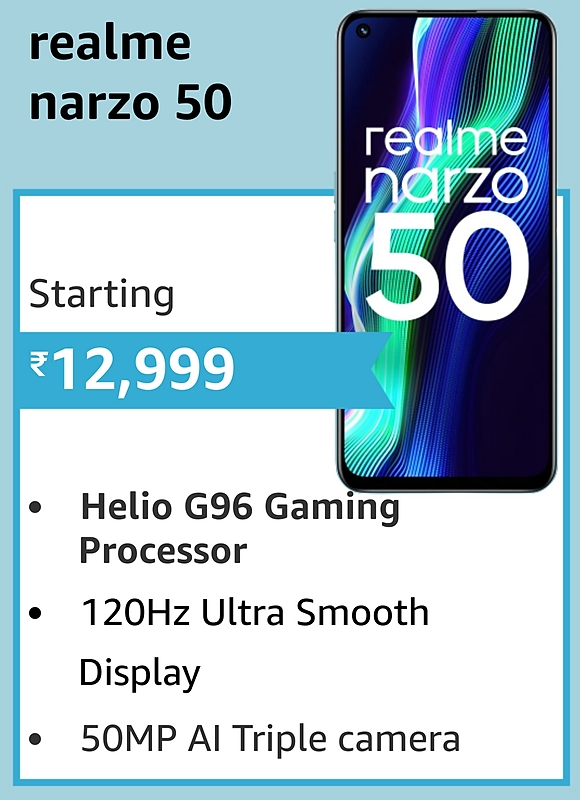 realme
narzo 50
realme
narzo
50
Starting
₹12,999
• Helio G96 Gaming
Processor
• 120Hz Ultra Smooth
Display
• 50MP AI Triple camera